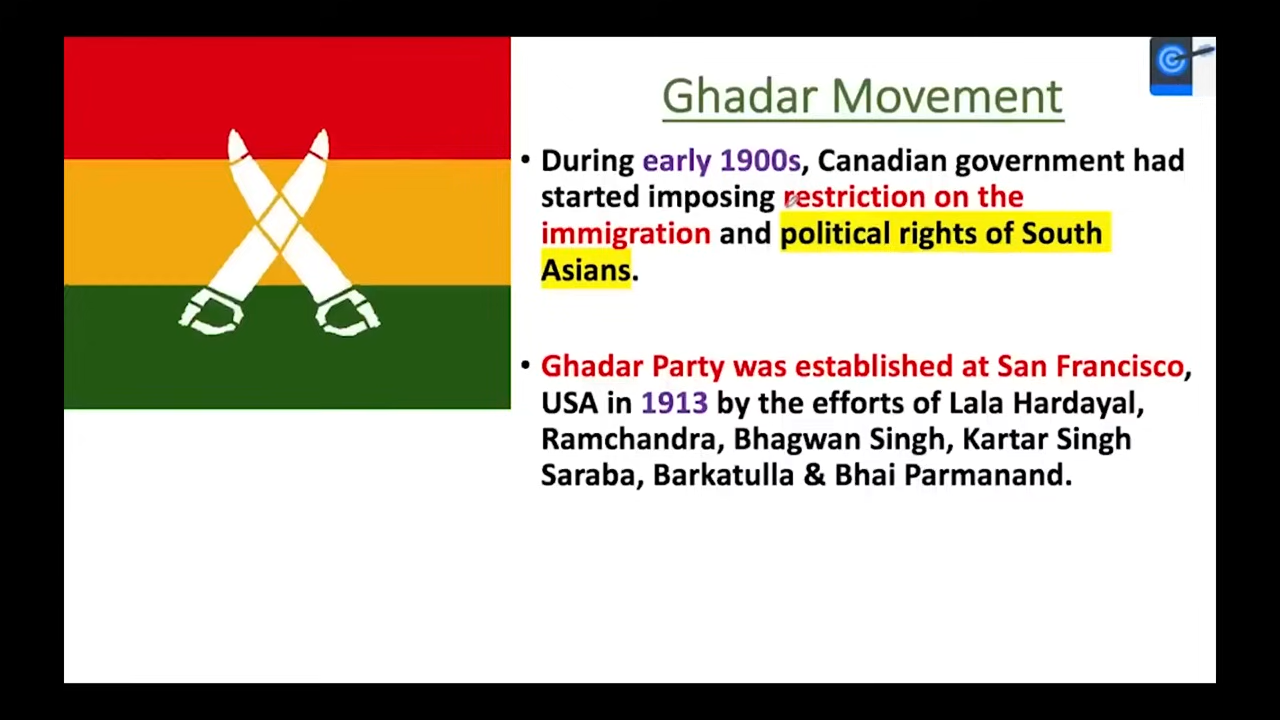 Ghadar Movement
• During early 1900s, Canadian government had
started imposing restriction on the
immigration and political rights of South
Asians.
• Ghadar Party was established at San Francisco,
USA in 1913 by the efforts of Lala Hardayal,
Ramchandra, Bhagwan Singh, Kartar Singh
Saraba, Barkatulla & Bhai Parmanand.